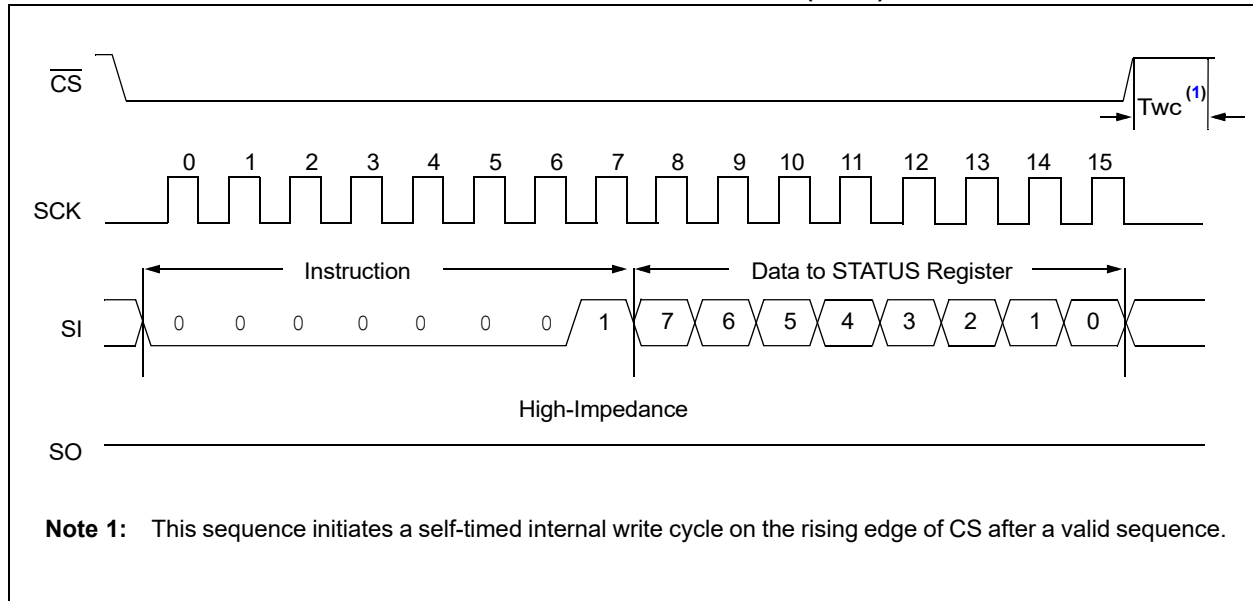 CS
Twc (1)
0 1 2 3 4 5 6 7 8 9 10 11 12 13 14 15
SCK
Instruction Data to STATUS Register
SI 0 0 0 0 0 0 0 1 7 6 5 4 3 2 1 0
High-Impedance
SO
Note 1: This sequence initiates a self-timed internal write cycle on the rising edge of CS after a valid sequence.